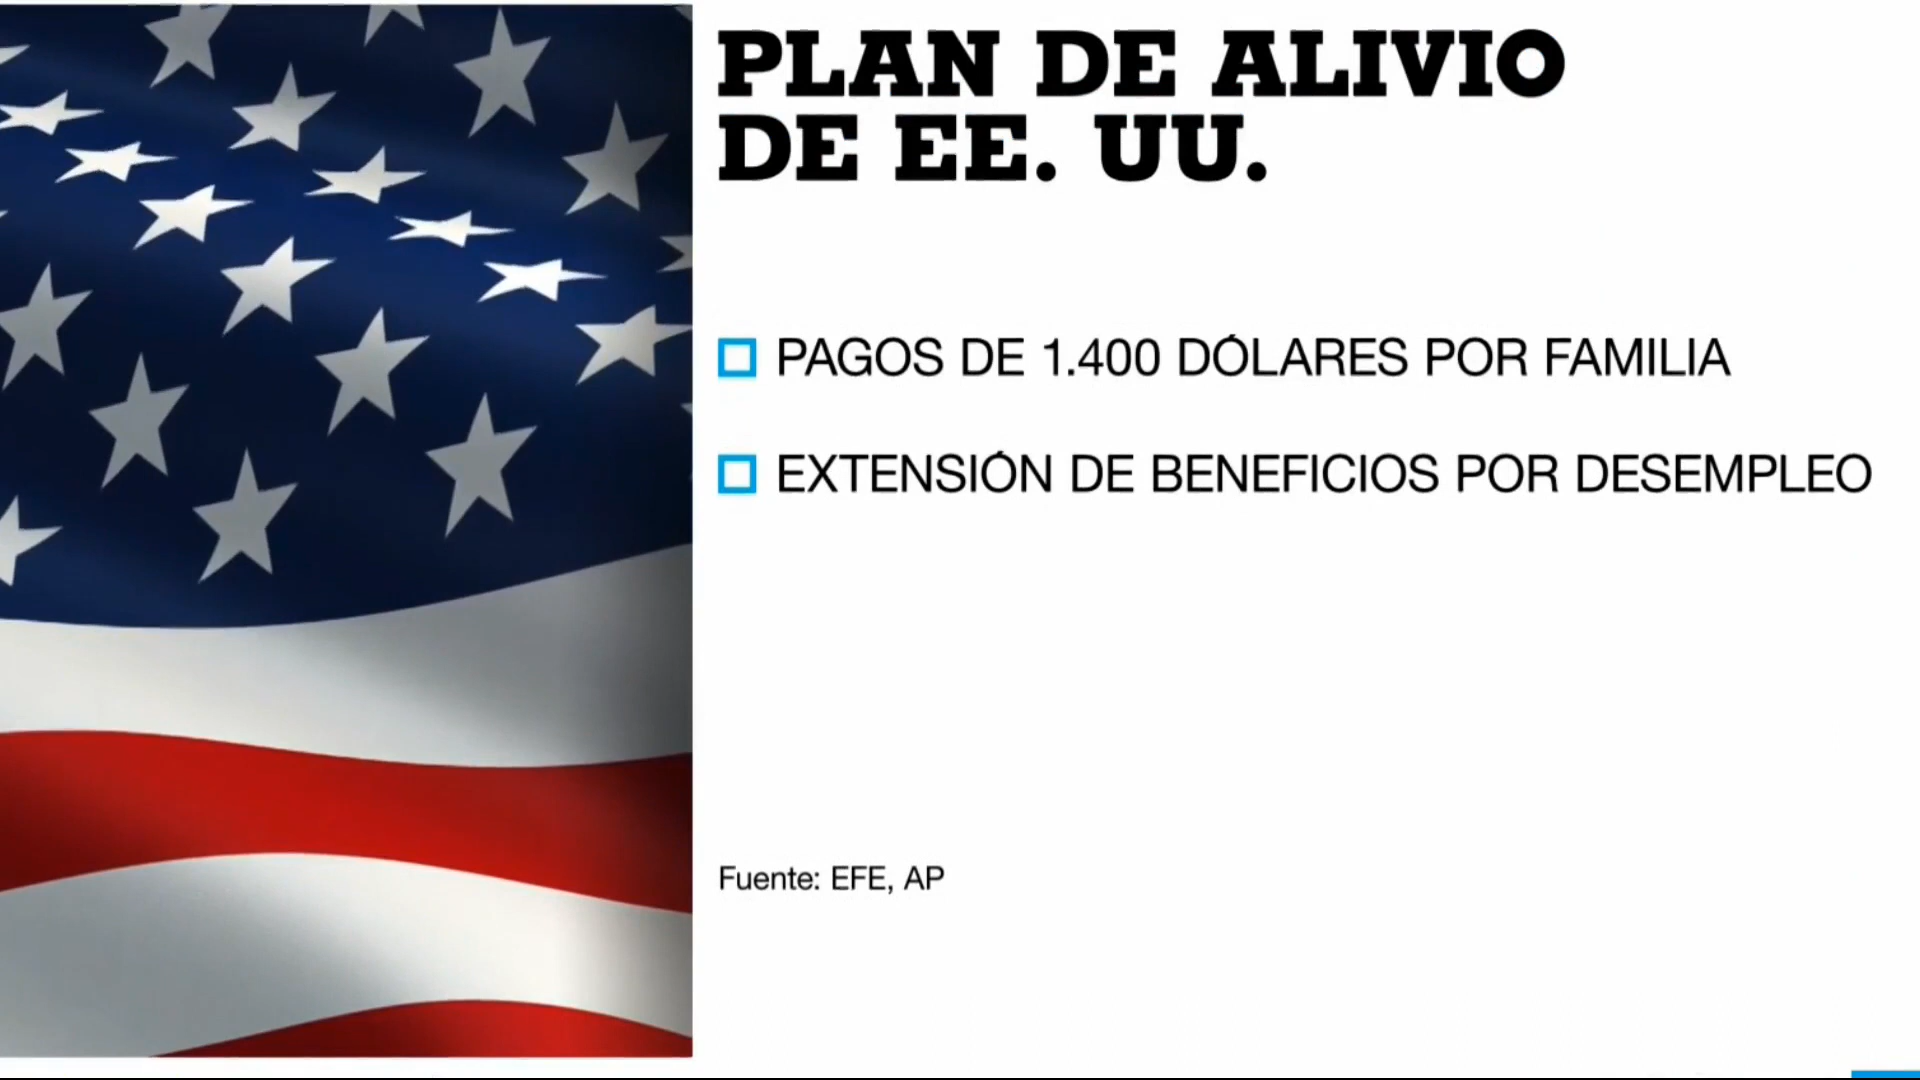 PLAN DE ALIVIO
DE EE. UU.
PAGOS DE 1.400 DÓLARES POR FAMILIA
EXTENSIÓN DE BENEFICIOS POR DESEMPLEO
Fuente: EFE, AP